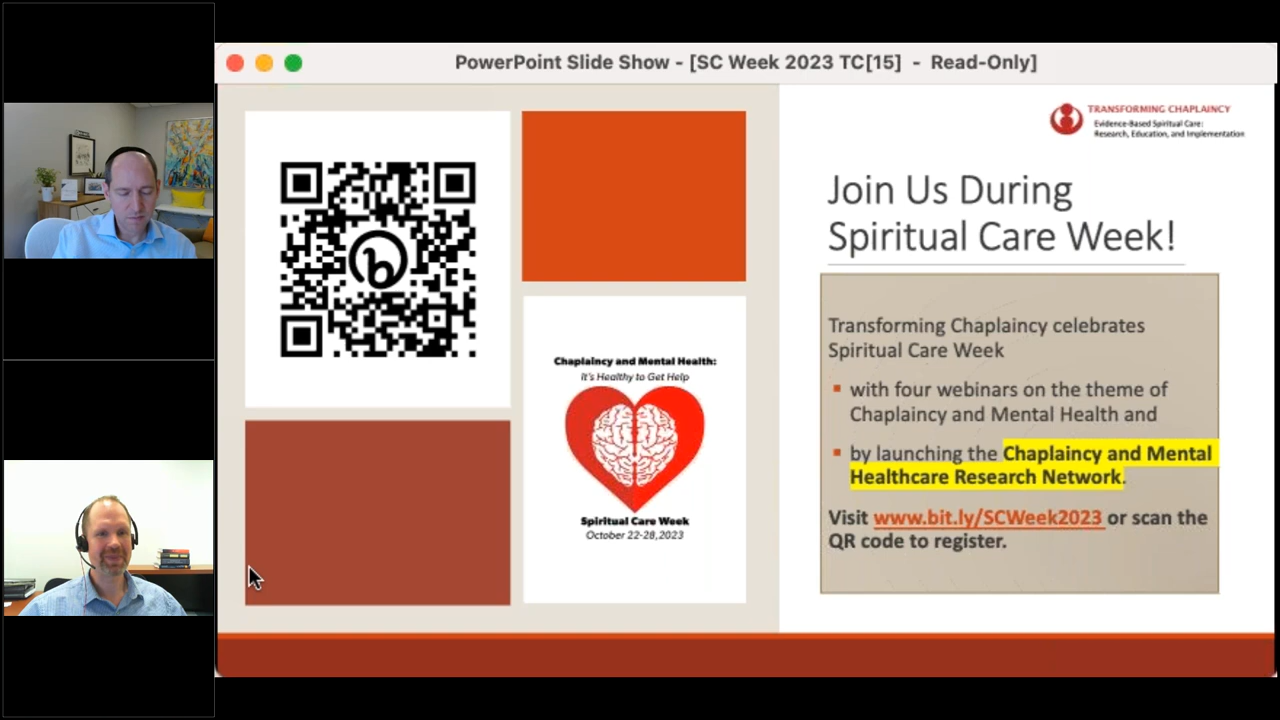 PowerPoint Slide Show - [SC Week 2023 TC[15] - Read-Only]
TRANSFORMING CHAPLAINCY
Evidence-Based Spiritual Care:
Research, Education, and Implementation
Join Us During
Spiritual Care Week!
Transforming Chaplaincy celebrates
Spiritual Care Week
▪ with four webinars on the theme of
Chaplaincy and Mental Health and
▪ by launching the Chaplaincy and Mental
Healthcare Research Network.
Visit www.bit.ly/SCWeek2023 or scan the
QR code to register.
b
Chaplaincy and Mental Health:
It's Healthy to Get Help
Spiritual Care Week
October 22-28, 2023